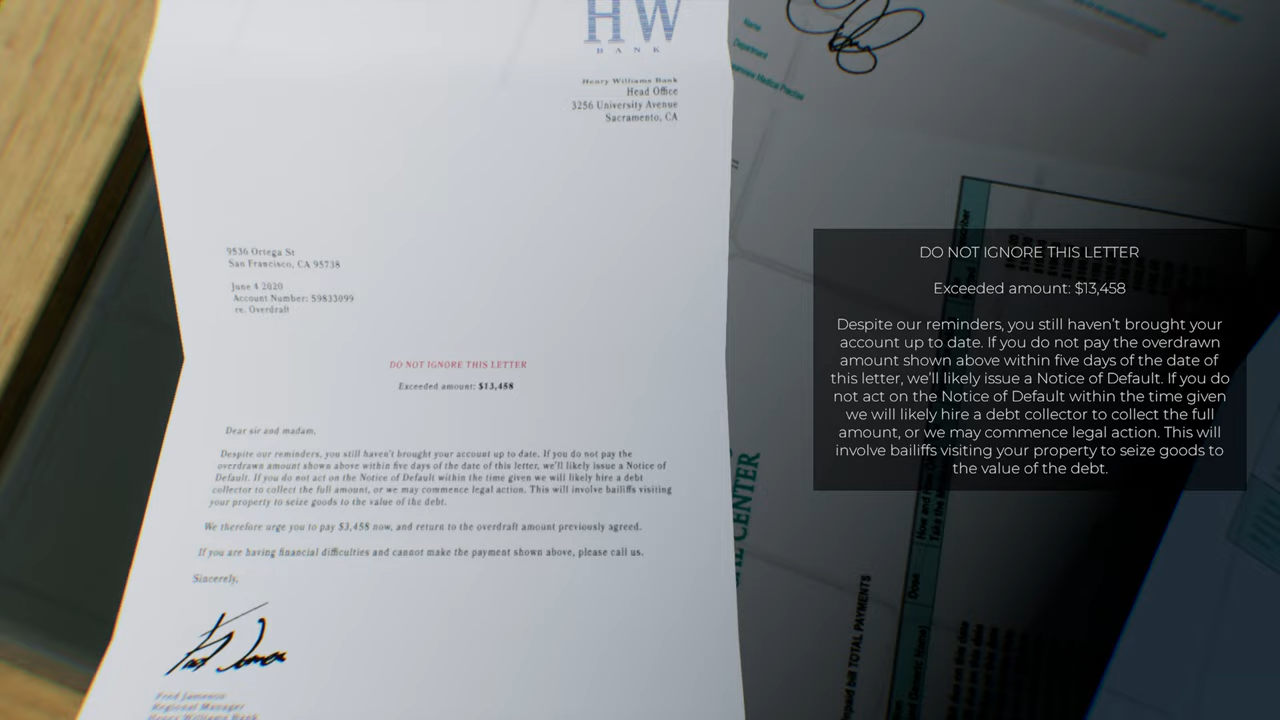 HW
BANK
Henry Williams Bank
Head Office
3256 University Avenue
Sacramento, CA
9536 Ortega St
San Francisco, CA 95738
June 4 2020
Account Number: 59833099
re. Overdraft
DO NOT IGNORE THIS LETTER
Exceeded amount: $13,458
Dear sir and madam,
Despite our reminders, you still haven't brought your account up to date. If you do not pay the
overdrawn amount shown above within five days of the date of this letter, we'll likely issue a Notice of
Default. If you do not act on the Notice of Default within the time given we will likely hire a debt
collector to collect the full amount, or we may commence legal action. This will involve bailiffs visiting
your property to seize goods to the value of the debt.
We therefore urge you to pay $3,458 now, and return to the overdraft amount previously agreed.
If you are having financial difficulties and cannot make the payment shown above, please call us.
Sincerely,
Fred Jameson
Regional Manager
Henry Williams Bank
Name
Department
Medical Practise
CENTER
TOTAL PAYMENTS
Dose
DO NOT IGNORE THIS LETTER
Exceeded amount: $13,458
Despite our reminders, you still haven't brought your
account up to date. If you do not pay the overdrawn
amount shown above within five days of the date of
this letter, we'll likely issue a Notice of Default. If you do
not act on the Notice of Default within the time given
we will likely hire a debt collector to collect the full
amount, or we may commence legal action. This will
involve bailiffs visiting your property to seize goods to
the value of the debt.